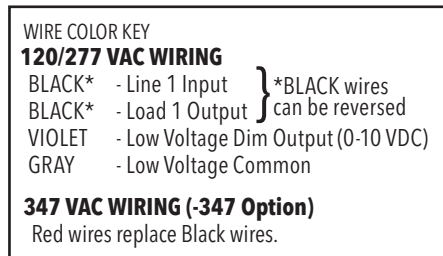 WIRE COLOR KEY
120/277 VAC WIRING
BLACK* - Line 1 Input } *BLACK wires
BLACK* - Load 1 Output can be reversed
VIOLET - Low Voltage Dim Output (0-10 VDC)
GRAY - Low Voltage Common
347 VAC WIRING (-347 Option)
Red wires replace Black wires.